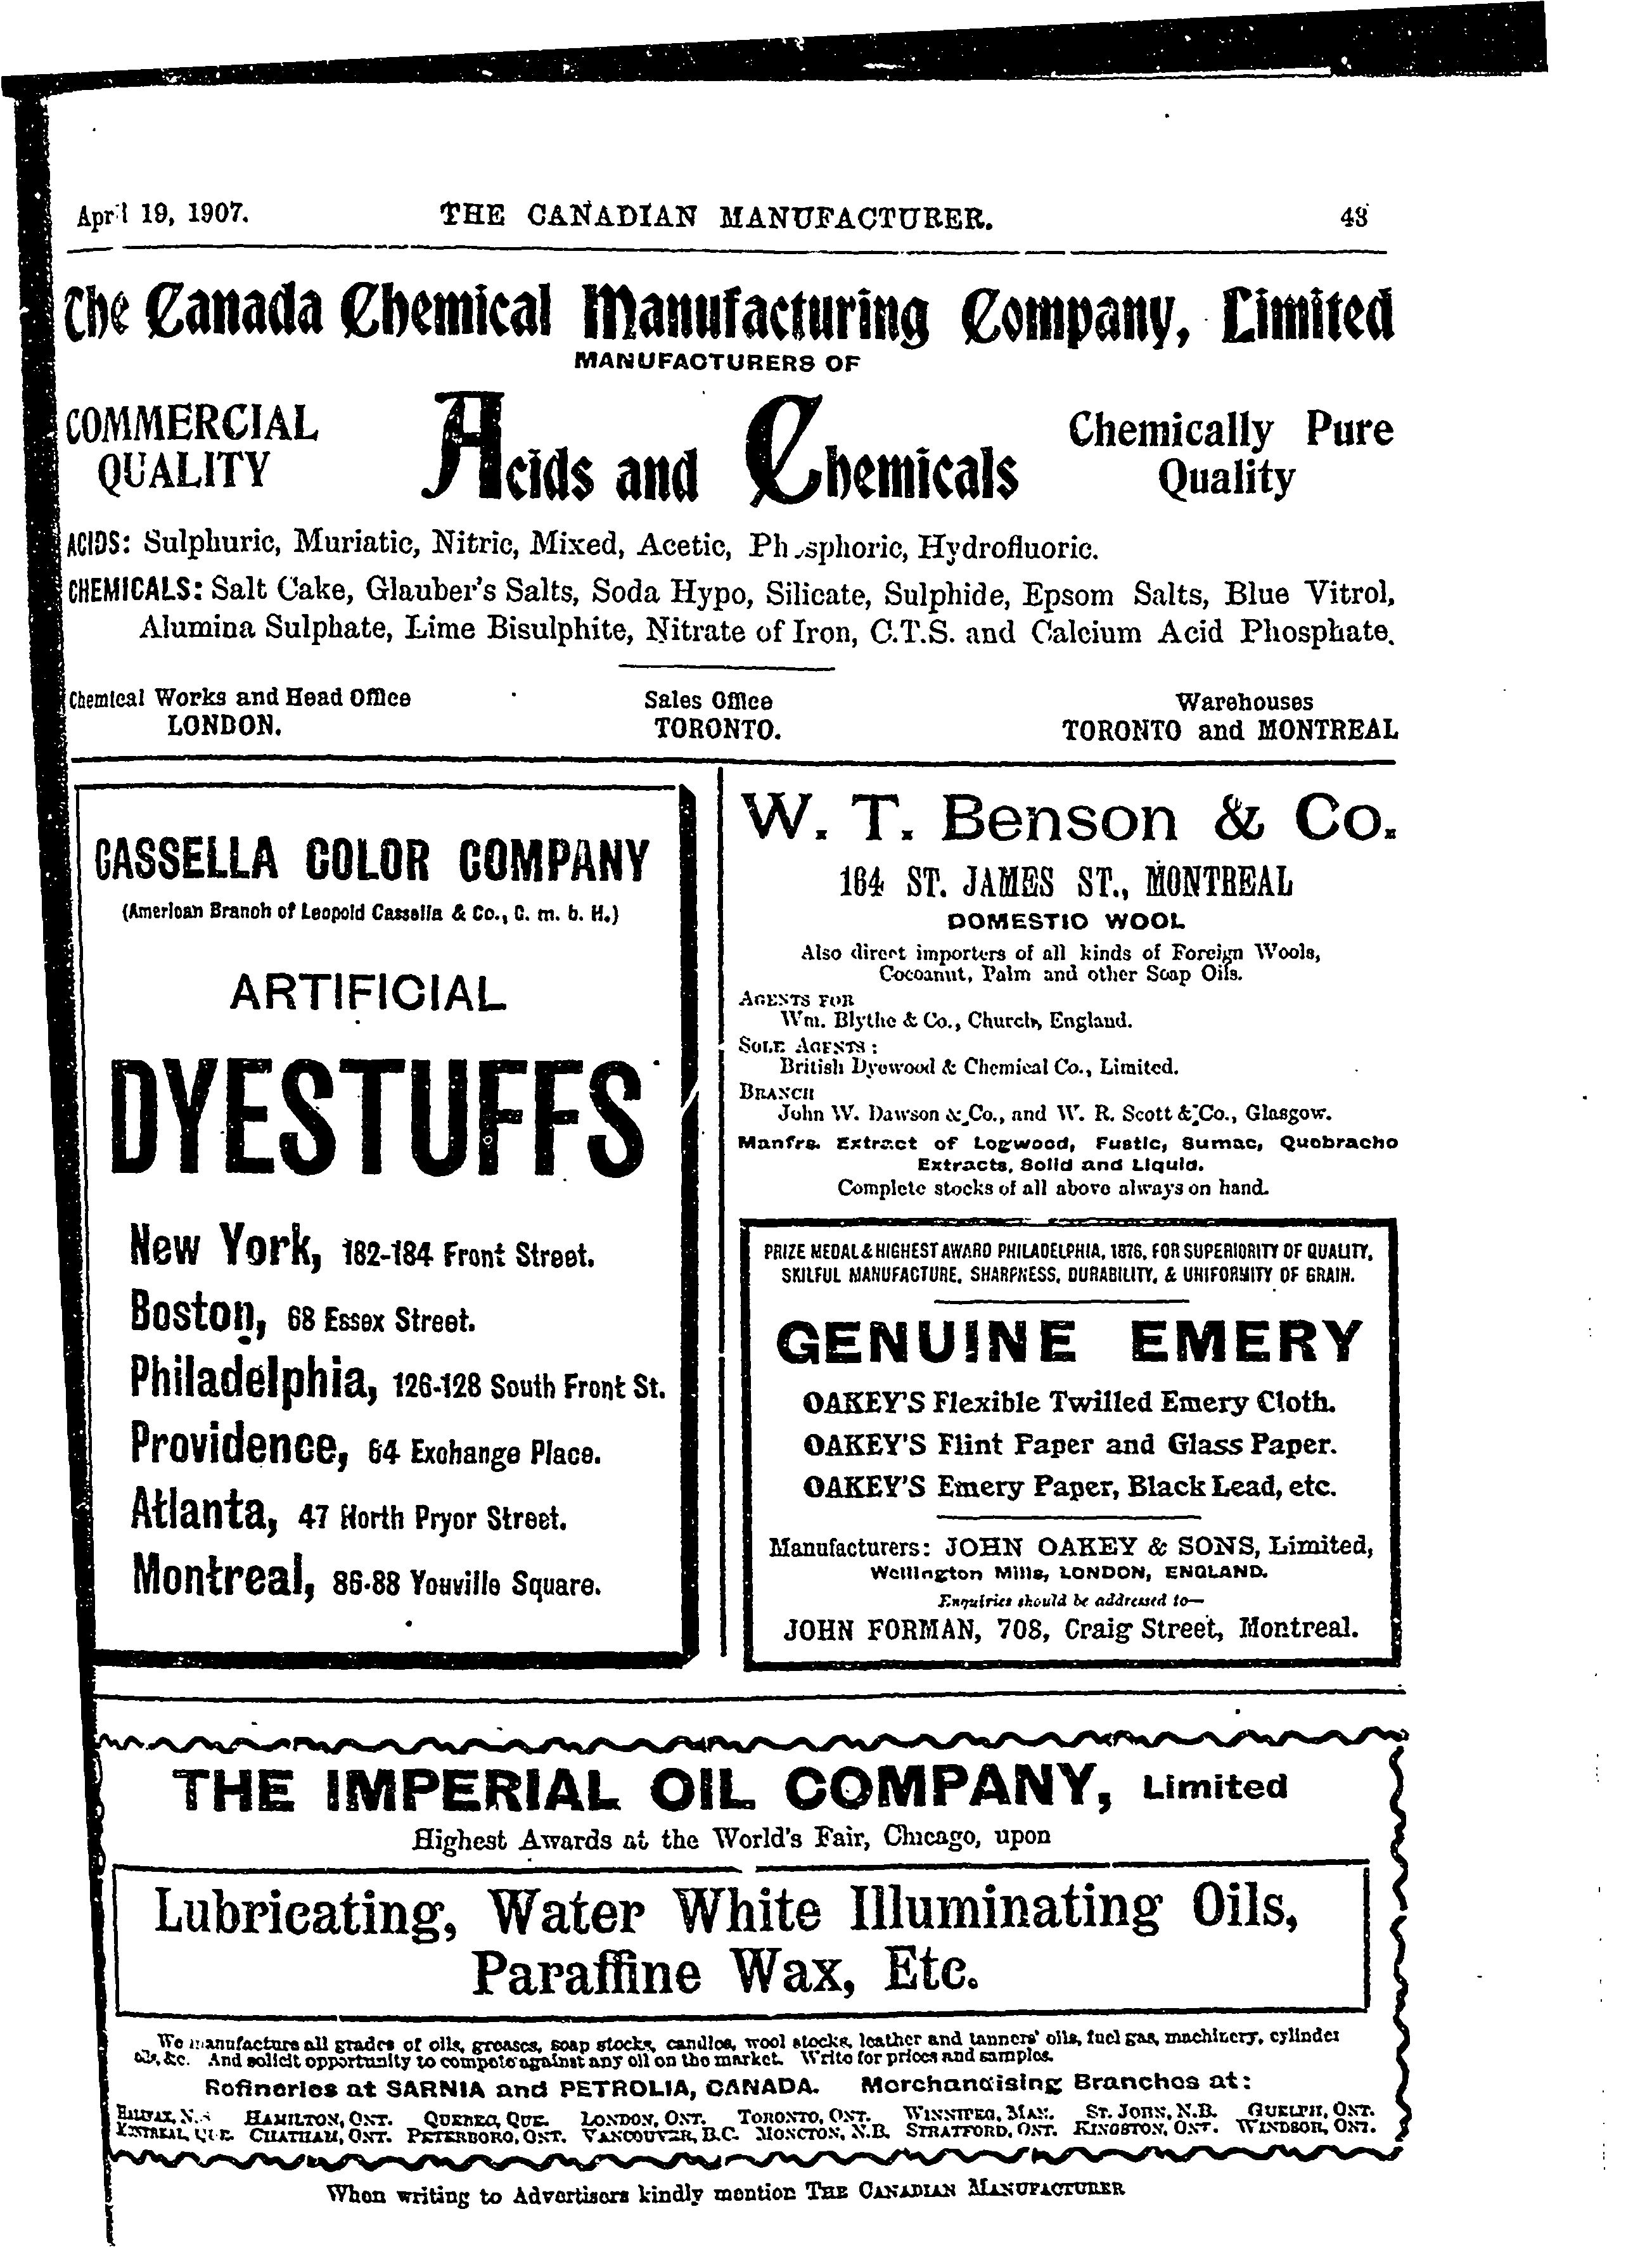 April 19, 1907. THE CANADIAN MANUFACTURER. 43
The Canada Chemical Manufacturing Company, Limited
MANUFACTURERS OF
COMMERCIAL QUALITY
Acids and Chemicals
Chemically Pure Quality
ACIDS: Sulphuric, Muriatic, Nitric, Mixed, Acetic, Phosphoric, Hydrofluoric.
CHEMICALS: Salt Cake, Glauber's Salts, Soda Hypo, Silicate, Sulphide, Epsom Salts, Blue Vitrol,
Alumina Sulphate, Lime Bisulphite, Nitrate of Iron, C.T.S. and Calcium Acid Phosphate.
Chemical Works and Head Office
LONDON.
Sales Office
TORONTO.
Warehouses
TORONTO and MONTREAL
CASSELLA COLOR COMPANY
(American Branch of Leopold Cassella & Co., G. m. b. H.)
ARTIFICIAL
DYESTUFFS
New York, 182-184 Front Street.
Boston, 68 Essex Street.
Philadelphia, 126-128 South Front St.
Providence, 64 Exchange Place.
Atlanta, 47 North Pryor Street.
Montreal, 86-88 Youville Square.
W. T. Benson & Co.
164 ST. JAMES ST., MONTREAL
DOMESTIC WOOL
Also direct importers of all kinds of Foreign Wools,
Cocoanut, Palm and other Soap Oils.
AGENTS FOR
Wm. Blythe & Co., Church, England.
SOLE AGENTS:
British Dyewood & Chemical Co., Limited.
BRANCH
John W. Dawson & Co., and W. R. Scott & Co., Glasgow.
Manfrs. Extract of Logwood, Fustic, Sumac, Quebracho
Extracts, Solid and Liquid.
Complete stocks of all above always on hand.
PRIZE MEDAL & HIGHEST AWARD PHILADELPHIA, 1876, FOR SUPERIORITY OF QUALITY,
SKILFUL MANUFACTURE, SHARPNESS, DURABILITY, & UNIFORMITY OF GRAIN.
GENUINE EMERY
OAKEY'S Flexible Twilled Emery Cloth.
OAKEY'S Flint Paper and Glass Paper.
OAKEY'S Emery Paper, Black Lead, etc.
Manufacturers: JOHN OAKEY & SONS, Limited,
Wellington Mills, LONDON, ENGLAND.
Enquiries should be addressed to—
JOHN FORMAN, 708, Craig Street, Montreal.
THE IMPERIAL OIL COMPANY, Limited
Highest Awards at the World's Fair, Chicago, upon
Lubricating, Water White Illuminating Oils,
Paraffine Wax, Etc.
We manufacture all grades of oils, greases, soap stocks, candles, wool stocks, leather and tanners' oils, fuel gas, machinery, cylinder
oils, &c. And solicit opportunity to compete against any oil on the market. Write for prices and samples.
Refineries at SARNIA and PETROLIA, CANADA. Merchandising Branches at:
HALIFAX, N.S. HAMILTON, ONT. QUEBEC, QUE. LONDON, ONT. TORONTO, ONT. WINNIPEG, MAN. ST. JOHN, N.B. GUELPH, ONT.
MONTREAL, QUE. CHATHAM, ONT. PETERBORO, ONT. VANCOUVER, B.C. MONCTON, N.B. STRATFORD, ONT. KINGSTON, ONT. WINDSOR, ONT.
When writing to Advertisers kindly mention THE CANADIAN MANUFACTURER